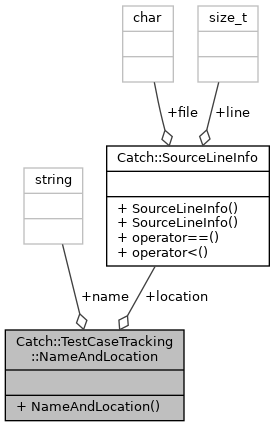 char
size_t
+file
+line
Catch::SourceLineInfo
+ SourceLineInfo()
+ SourceLineInfo()
+ operator==()
+ operator<()
string
+name
+location
Catch::TestCaseTracking
::NameAndLocation
+ NameAndLocation()